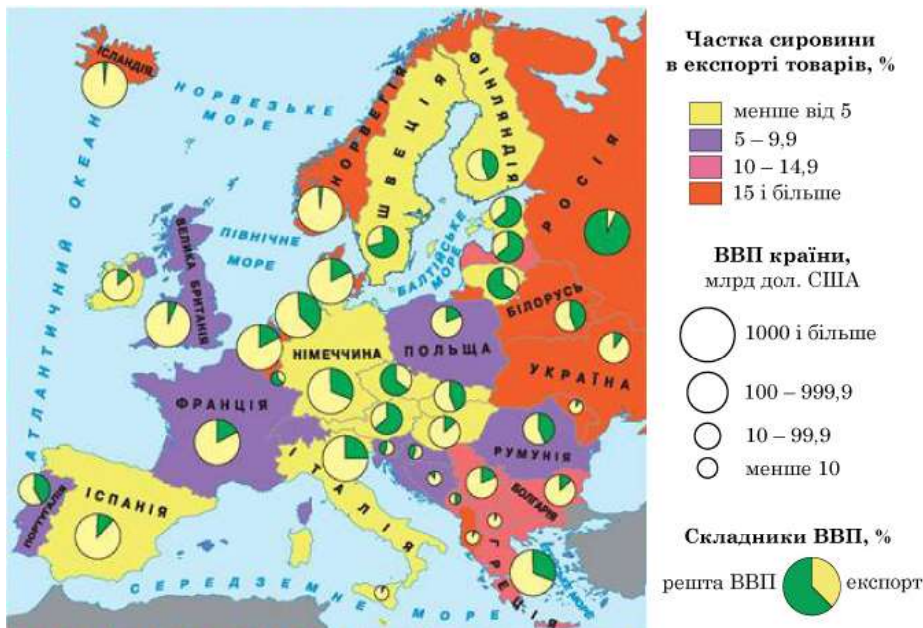 ІСЛАНДІЯ
НОРВЕЗЬКЕ
МОРЕ
АТЛАНТИЧНИЙ ОКЕАН
НОРВЕГІЯ
ШВЕЦІЯ
ФІНЛЯНДІЯ
РОСІЯ
ВЕЛИКА
БРИТАНІЯ
ПІВНІЧНЕ
МОРЕ
БАЛТІЙСЬКЕ
МОРЕ
БІЛОРУСЬ
НІМЕЧЧИНА
ПОЛЬЩА
УКРАЇНА
ФРАНЦІЯ
РУМУНІЯ
ІТАЛІЯ
БОЛГАРІЯ
ПОРТУГАЛІЯ
ІСПАНІЯ
ГРЕЦІЯ
СЕРЕДЗЕМНЕ МОРЕ
Частка сировини
в експорті товарів, %
менше від 5
5 – 9,9
10 – 14,9
15 і більше
ВВП країни,
млрд дол. США
1000 і більше
100 – 999,9
10 – 99,9
менше 10
Складники ВВП, %
решта ВВП
експорт